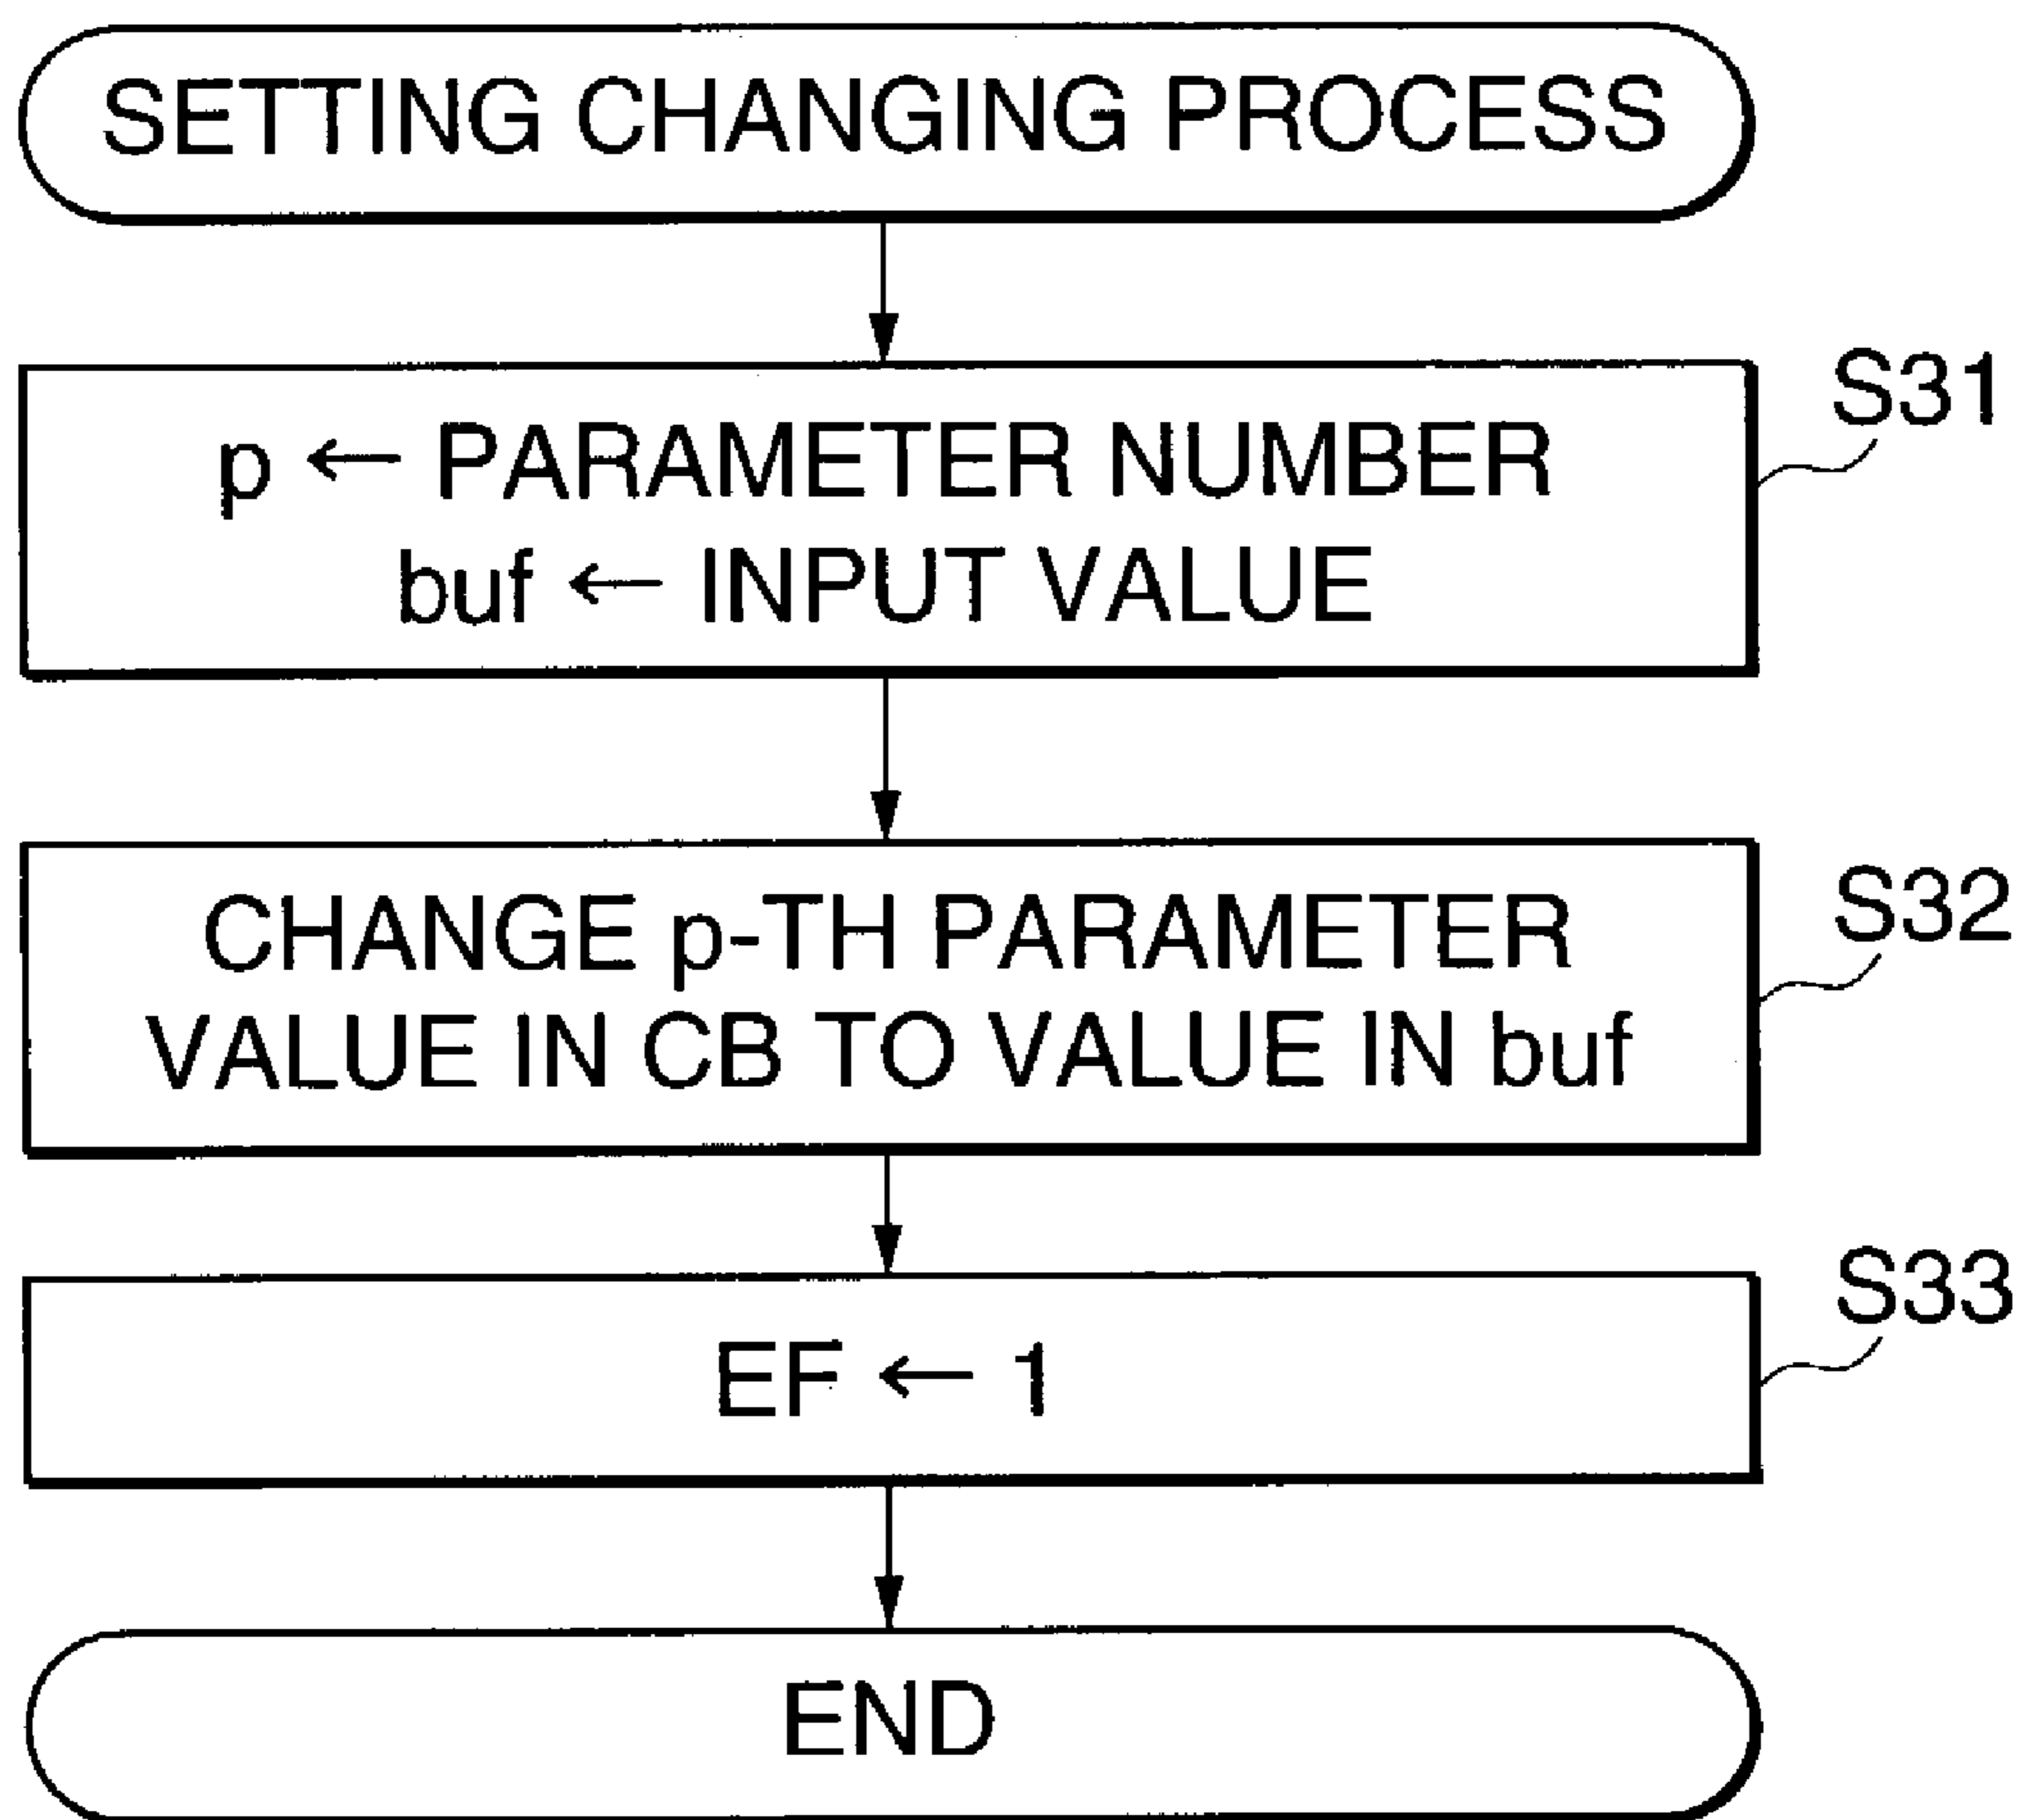 SETTING CHANGING PROCESS
S31
p ← PARAMETER NUMBER
buf ← INPUT VALUE
S32
CHANGE p-TH PARAMETER
VALUE IN CB TO VALUE IN buf
S33
EF ← 1
END